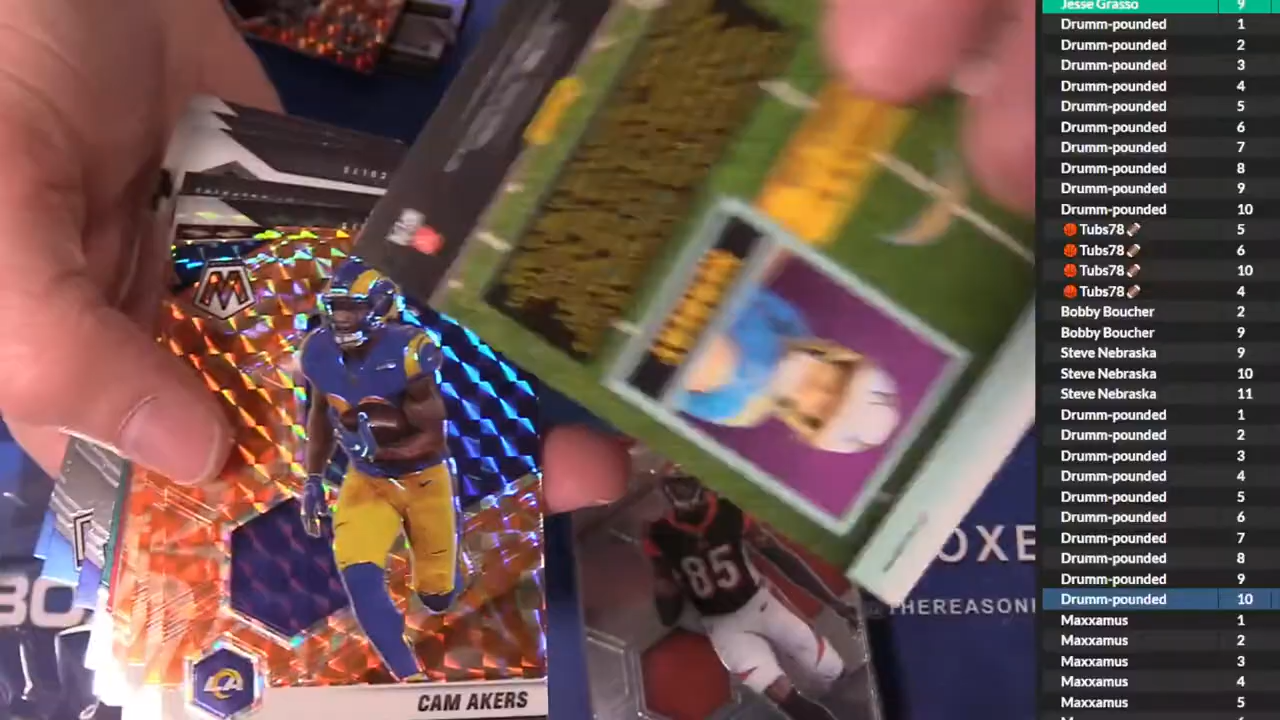 CAM AKERS
LA
M
85
OXE
THEREASON
BO
Jesse Grasso 9
Drumm-pounded 1
Drumm-pounded 2
Drumm-pounded 3
Drumm-pounded 4
Drumm-pounded 5
Drumm-pounded 6
Drumm-pounded 7
Drumm-pounded 8
Drumm-pounded 9
Drumm-pounded 10
Tubs78 5
Tubs78 6
Tubs78 10
Tubs78 4
Bobby Boucher 2
Bobby Boucher 9
Steve Nebraska 9
Steve Nebraska 10
Steve Nebraska 11
Drumm-pounded 1
Drumm-pounded 2
Drumm-pounded 3
Drumm-pounded 4
Drumm-pounded 5
Drumm-pounded 6
Drumm-pounded 7
Drumm-pounded 8
Drumm-pounded 9
Drumm-pounded 10
Maxxamus 1
Maxxamus 2
Maxxamus 3
Maxxamus 4
Maxxamus 5